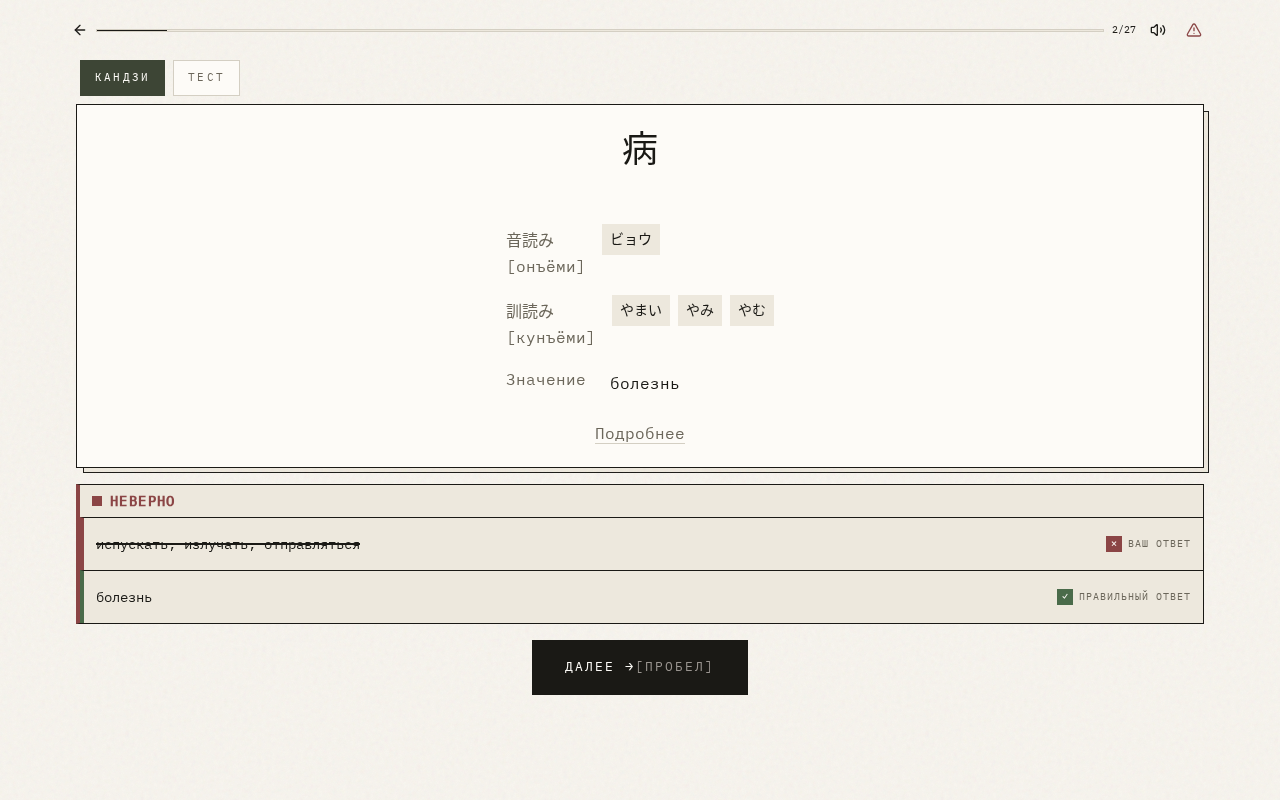 2/27
КАНДЗИ ТЕСТ
病
音読み ビョウ
[онъёми]
訓読み やまい やみ やむ
[кунъёми]
Значение болезнь
Подробнее
НЕВЕРНО
испускать, излучать, отправляться × ВАШ ОТВЕТ
болезнь ✓ ПРАВИЛЬНЫЙ ОТВЕТ
ДАЛЕЕ →[ПРОБЕЛ]